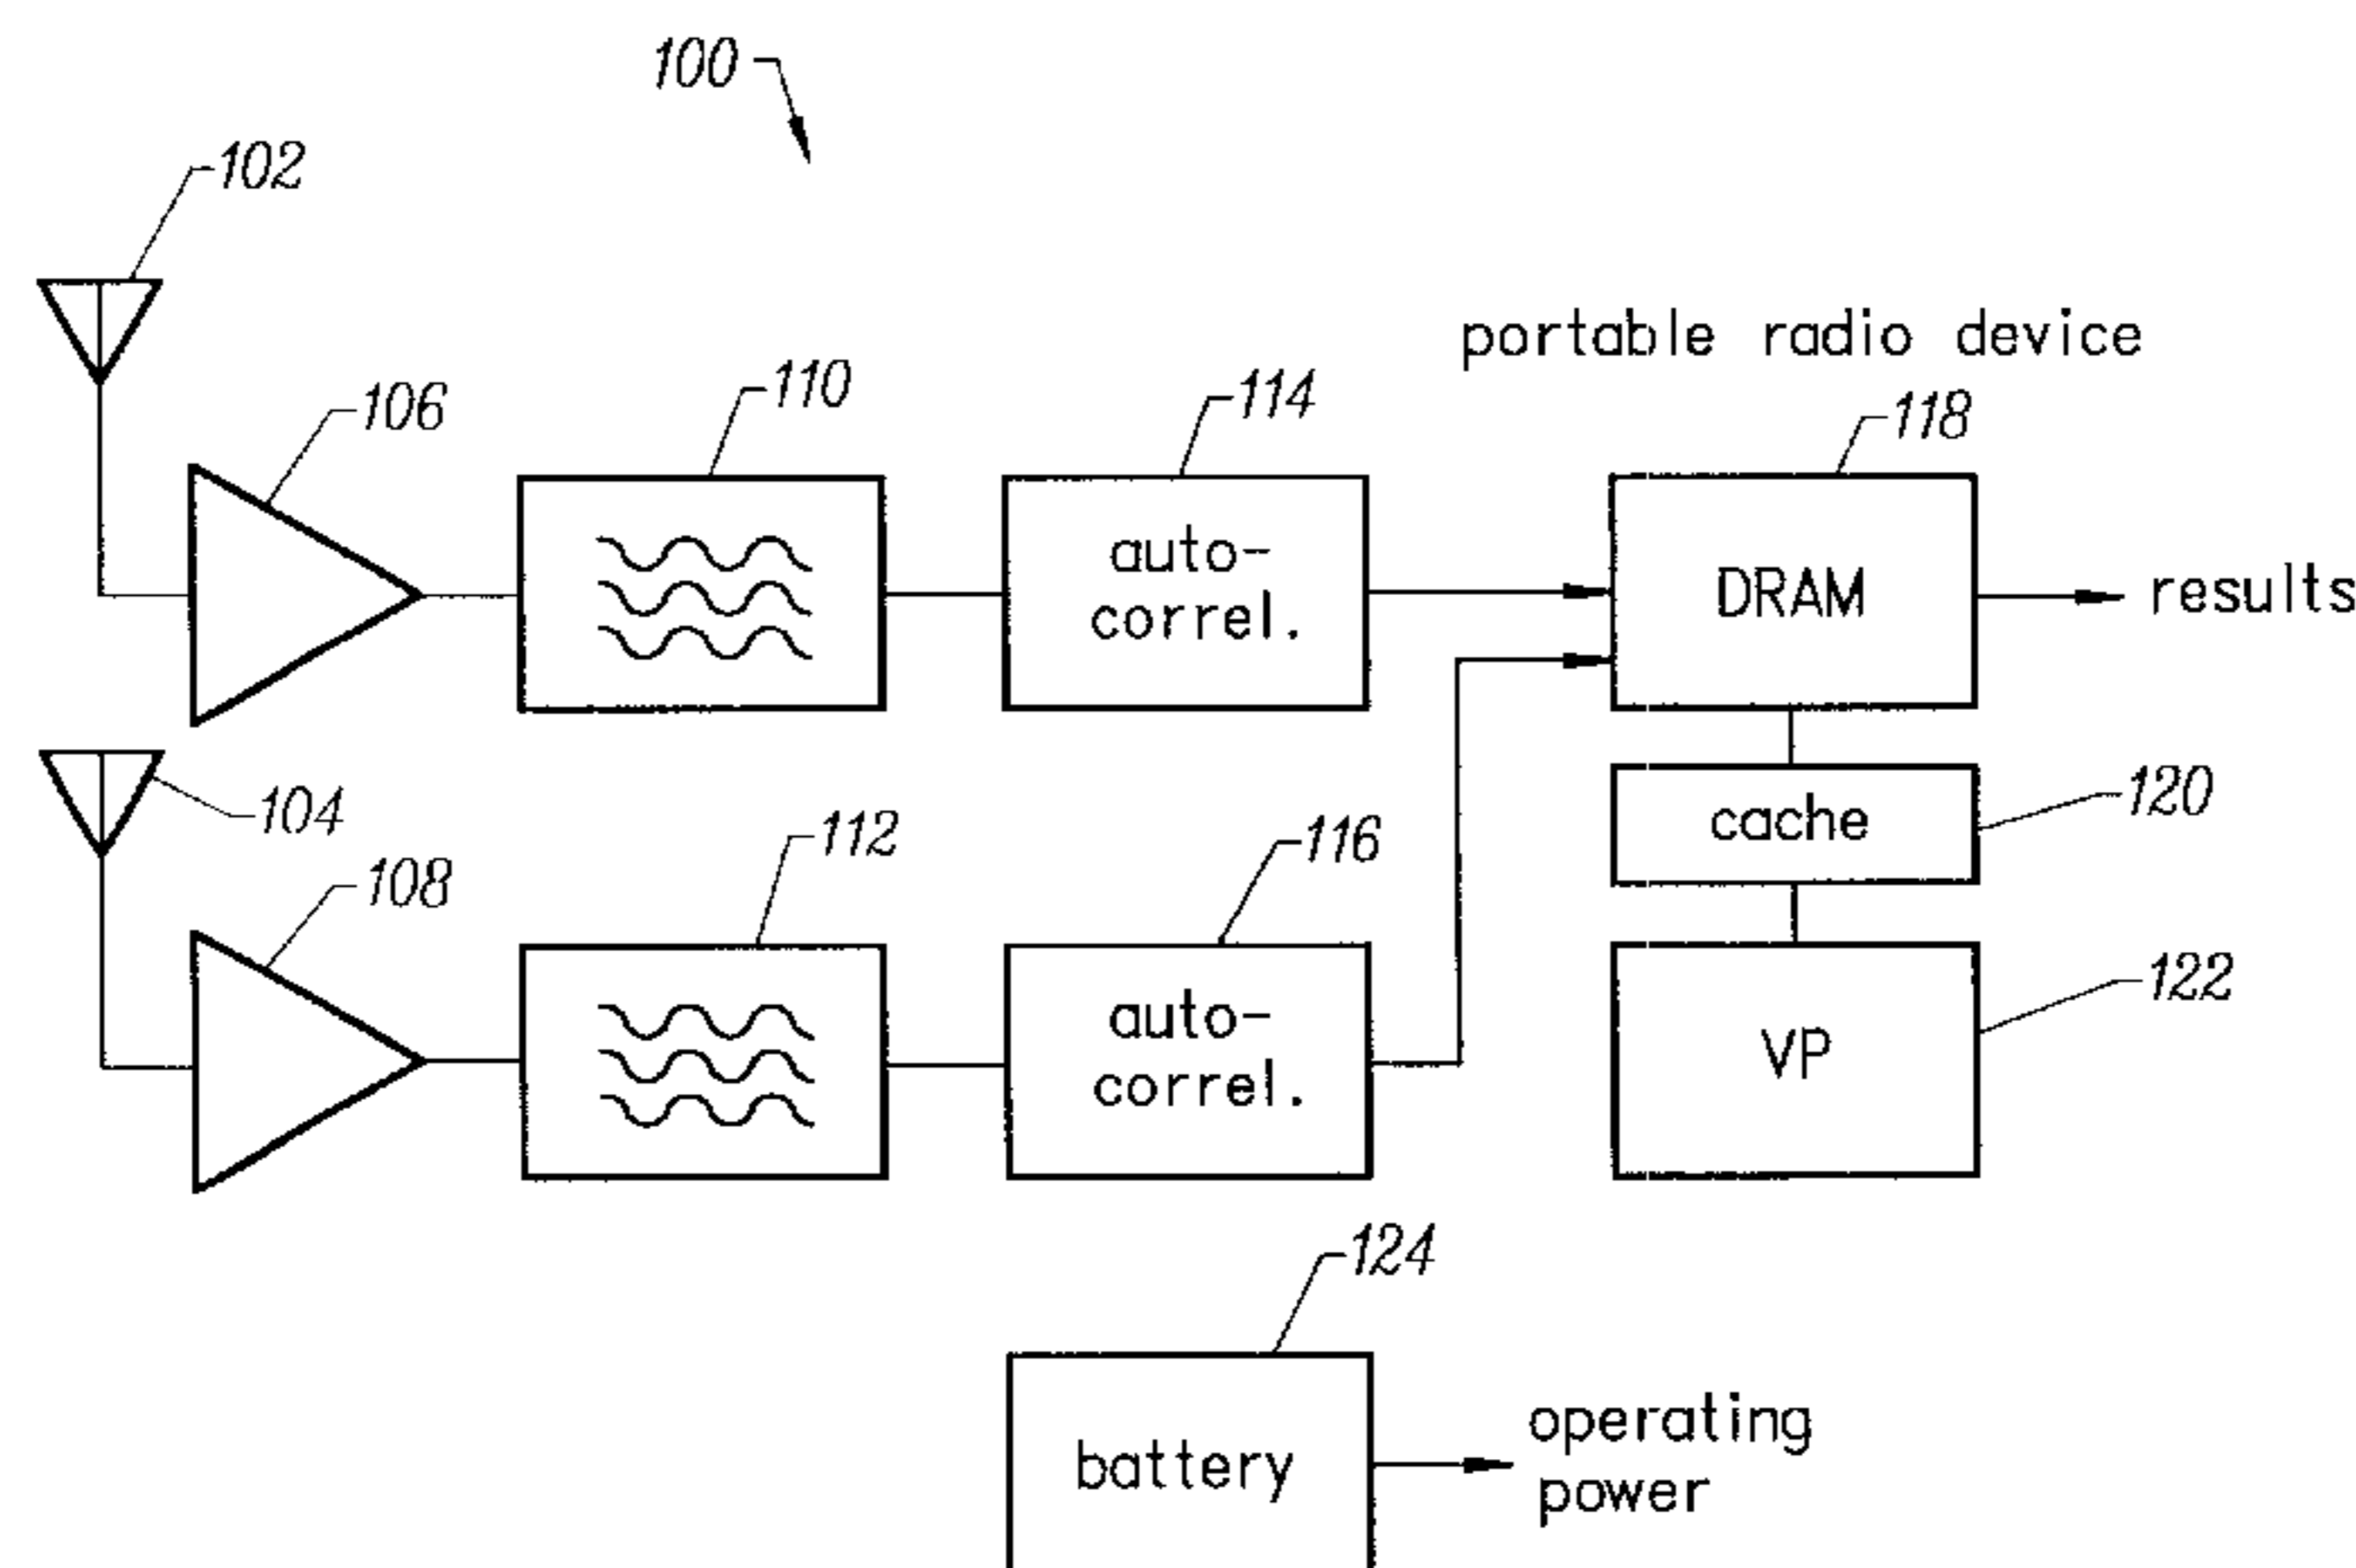 100
102
portable radio device
106
110
114
118
auto-
correl.
DRAM
results
104
108
112
116
cache
120
auto-
correl.
VP
122
124
battery
operating
power